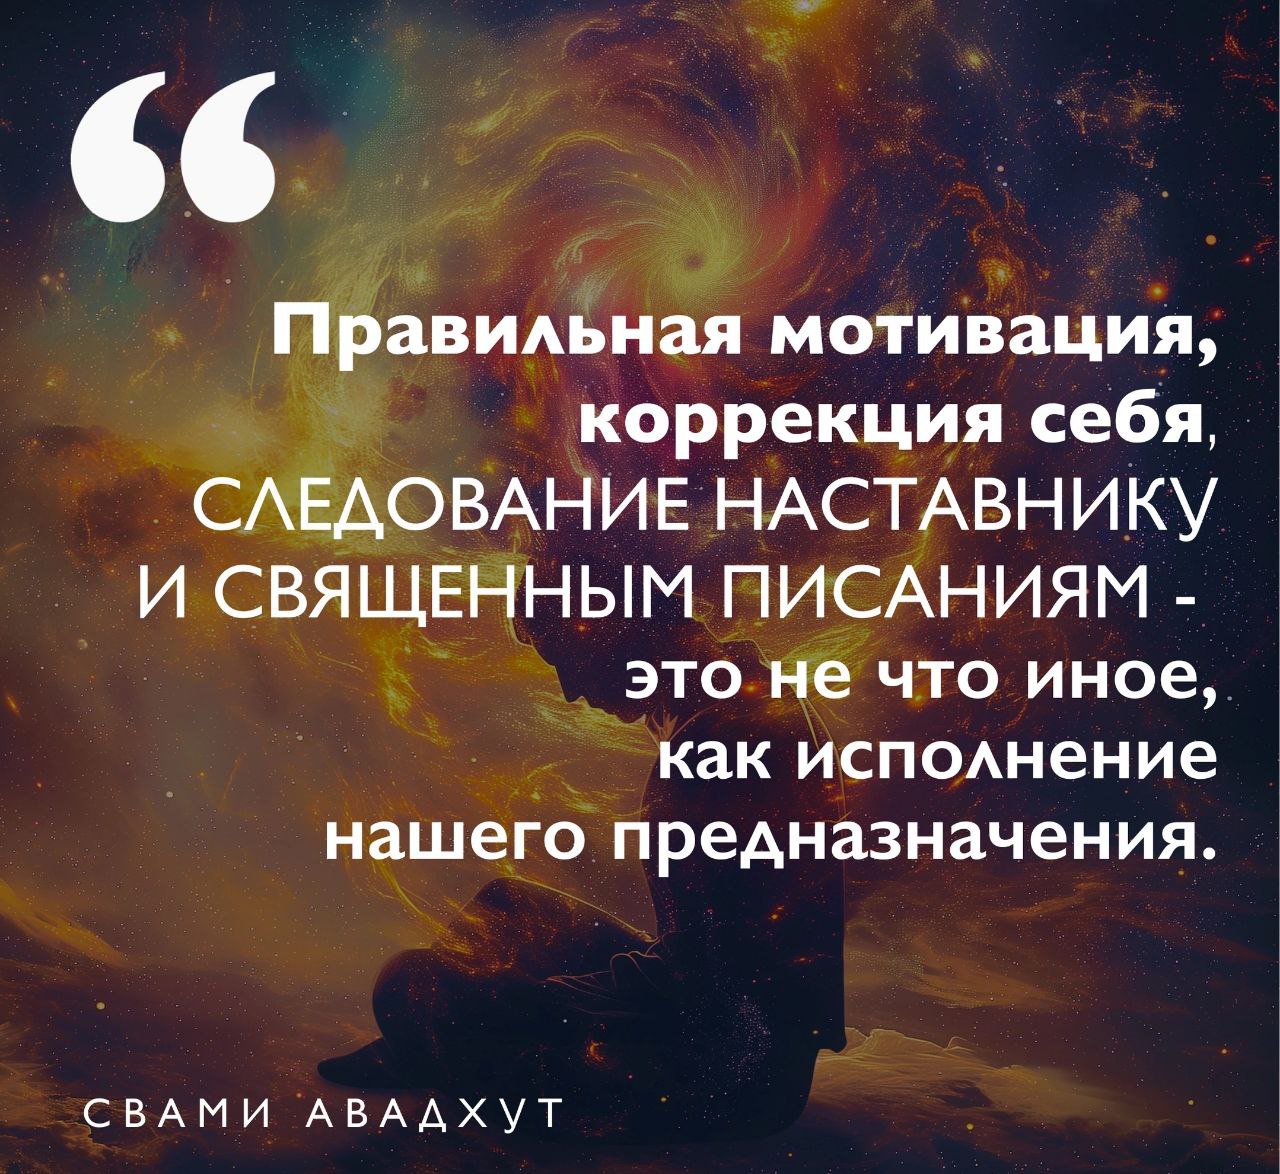 “
Правильная мотивация,
коррекция себя,
СЛЕДОВАНИЕ НАСТАВНИКУ
И СВЯЩЕННЫМ ПИСАНИЯМ -
это не что иное,
как исполнение
нашего предназначения.
СВАМИ АВАДХУТ